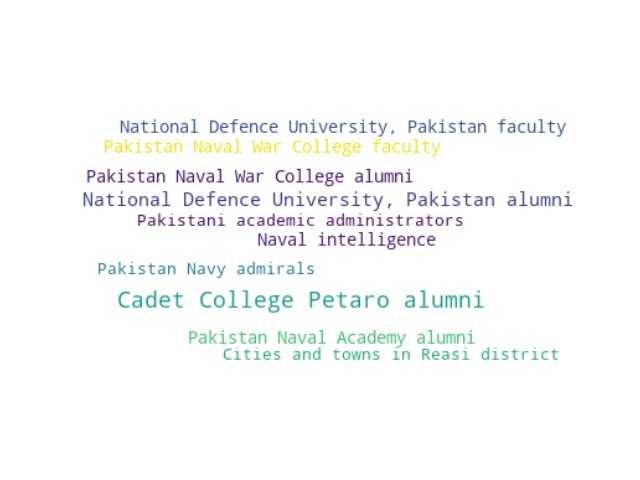 National Defence University, Pakistan faculty
Pakistan Naval War College faculty
Pakistan Naval War College alumni
National Defence University, Pakistan alumni
Pakistani academic administrators
Naval intelligence
Pakistan Navy admirals
Cadet College Petaro alumni
Pakistan Naval Academy alumni
Cities and towns in Reasi district